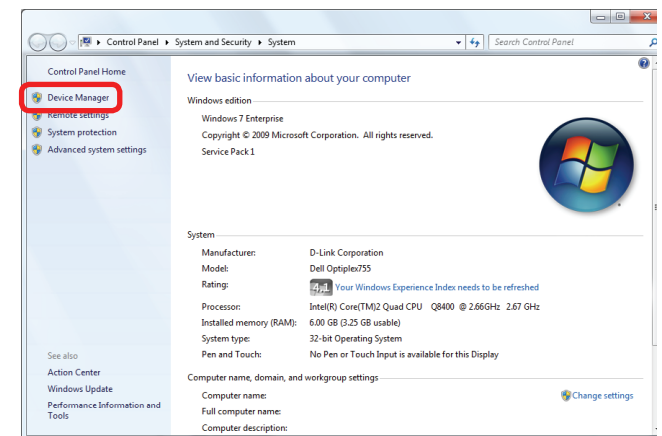 Control Panel ▸ System and Security ▸ System
Search Control Panel
Control Panel Home
Device Manager
Remote settings
System protection
Advanced system settings
See also
Action Center
Windows Update
Performance Information and
Tools
View basic information about your computer
Windows edition
Windows 7 Enterprise
Copyright © 2009 Microsoft Corporation. All rights reserved.
Service Pack 1
System
Manufacturer: D-Link Corporation
Model: Dell Optiplex755
Rating: 4,1 Your Windows Experience Index needs to be refreshed
Processor: Intel(R) Core(TM)2 Quad CPU Q8400 @ 2.66GHz 2.67 GHz
Installed memory (RAM): 6.00 GB (3.25 GB usable)
System type: 32-bit Operating System
Pen and Touch: No Pen or Touch Input is available for this Display
Computer name, domain, and workgroup settings
Computer name: Change settings
Full computer name:
Computer description: